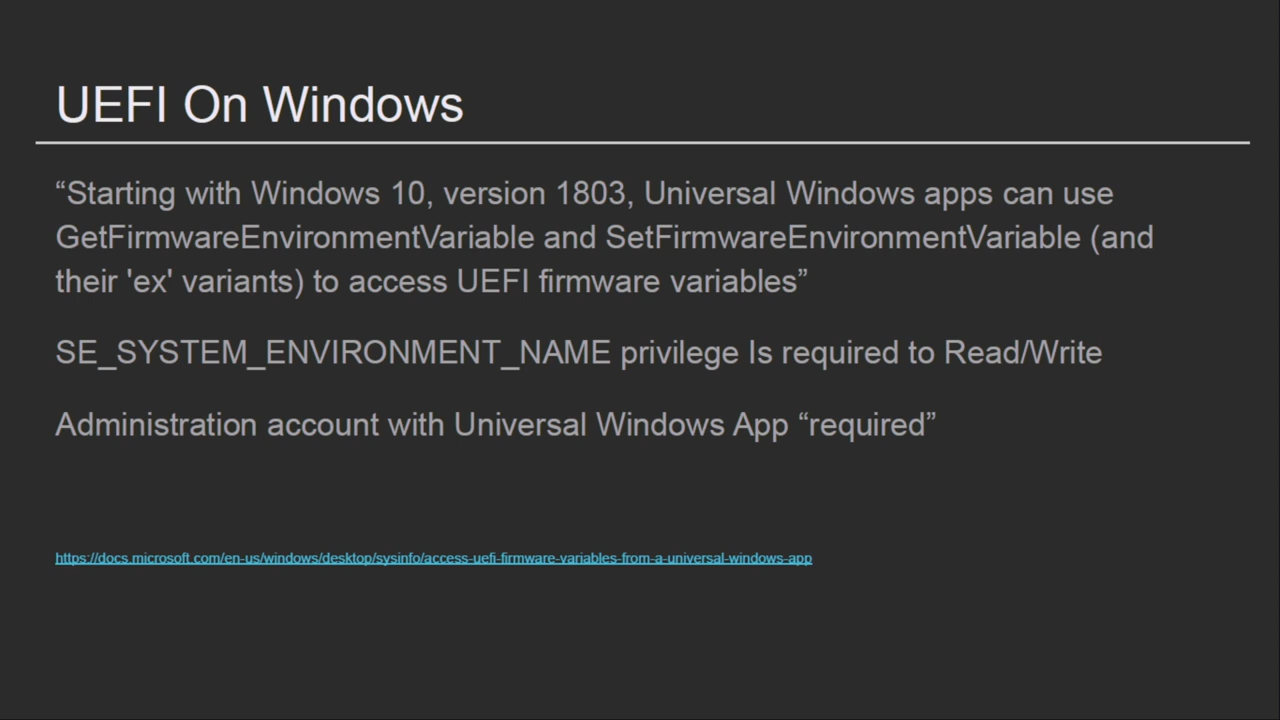 UEFI On Windows
“Starting with Windows 10, version 1803, Universal Windows apps can use
GetFirmwareEnvironmentVariable and SetFirmwareEnvironmentVariable (and
their 'ex' variants) to access UEFI firmware variables”
SE_SYSTEM_ENVIRONMENT_NAME privilege Is required to Read/Write
Administration account with Universal Windows App “required”
https://docs.microsoft.com/en-us/windows/desktop/sysinfo/access-uefi-firmware-variables-from-a-universal-windows-app